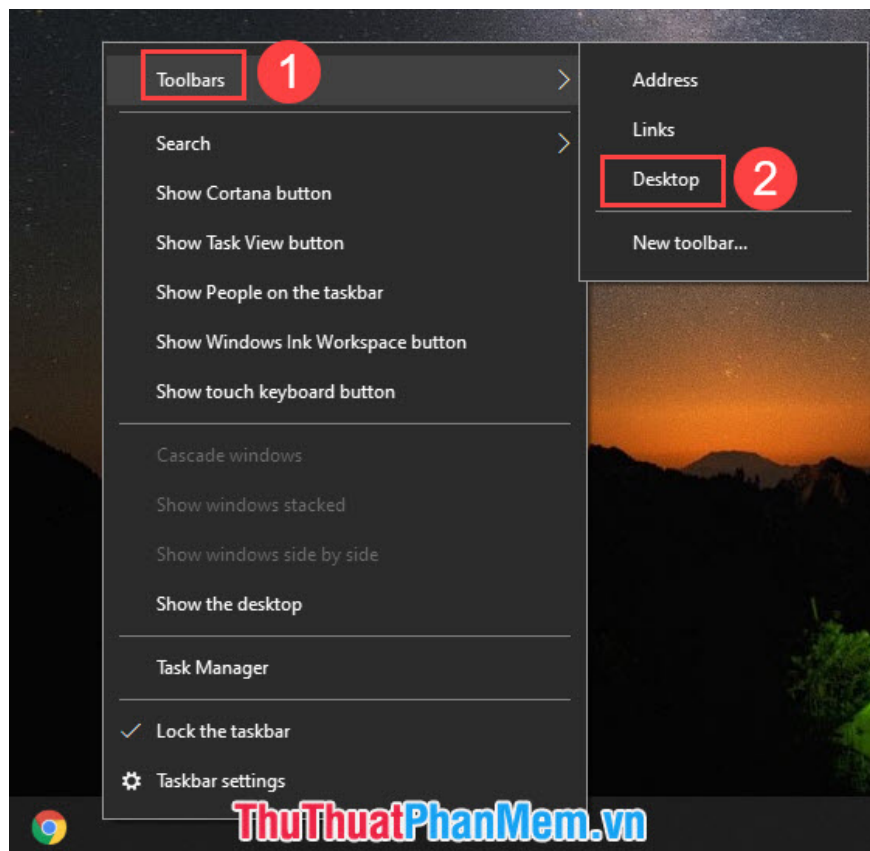 Toolbars
1
Search
Show Cortana button
Show Task View button
Show People on the taskbar
Show Windows Ink Workspace button
Show touch keyboard button
Cascade windows
Show windows stacked
Show windows side by side
Show the desktop
Task Manager
Lock the taskbar
Taskbar settings
Address
Links
Desktop
2
New toolbar...
ThuThuatPhanMem.vn